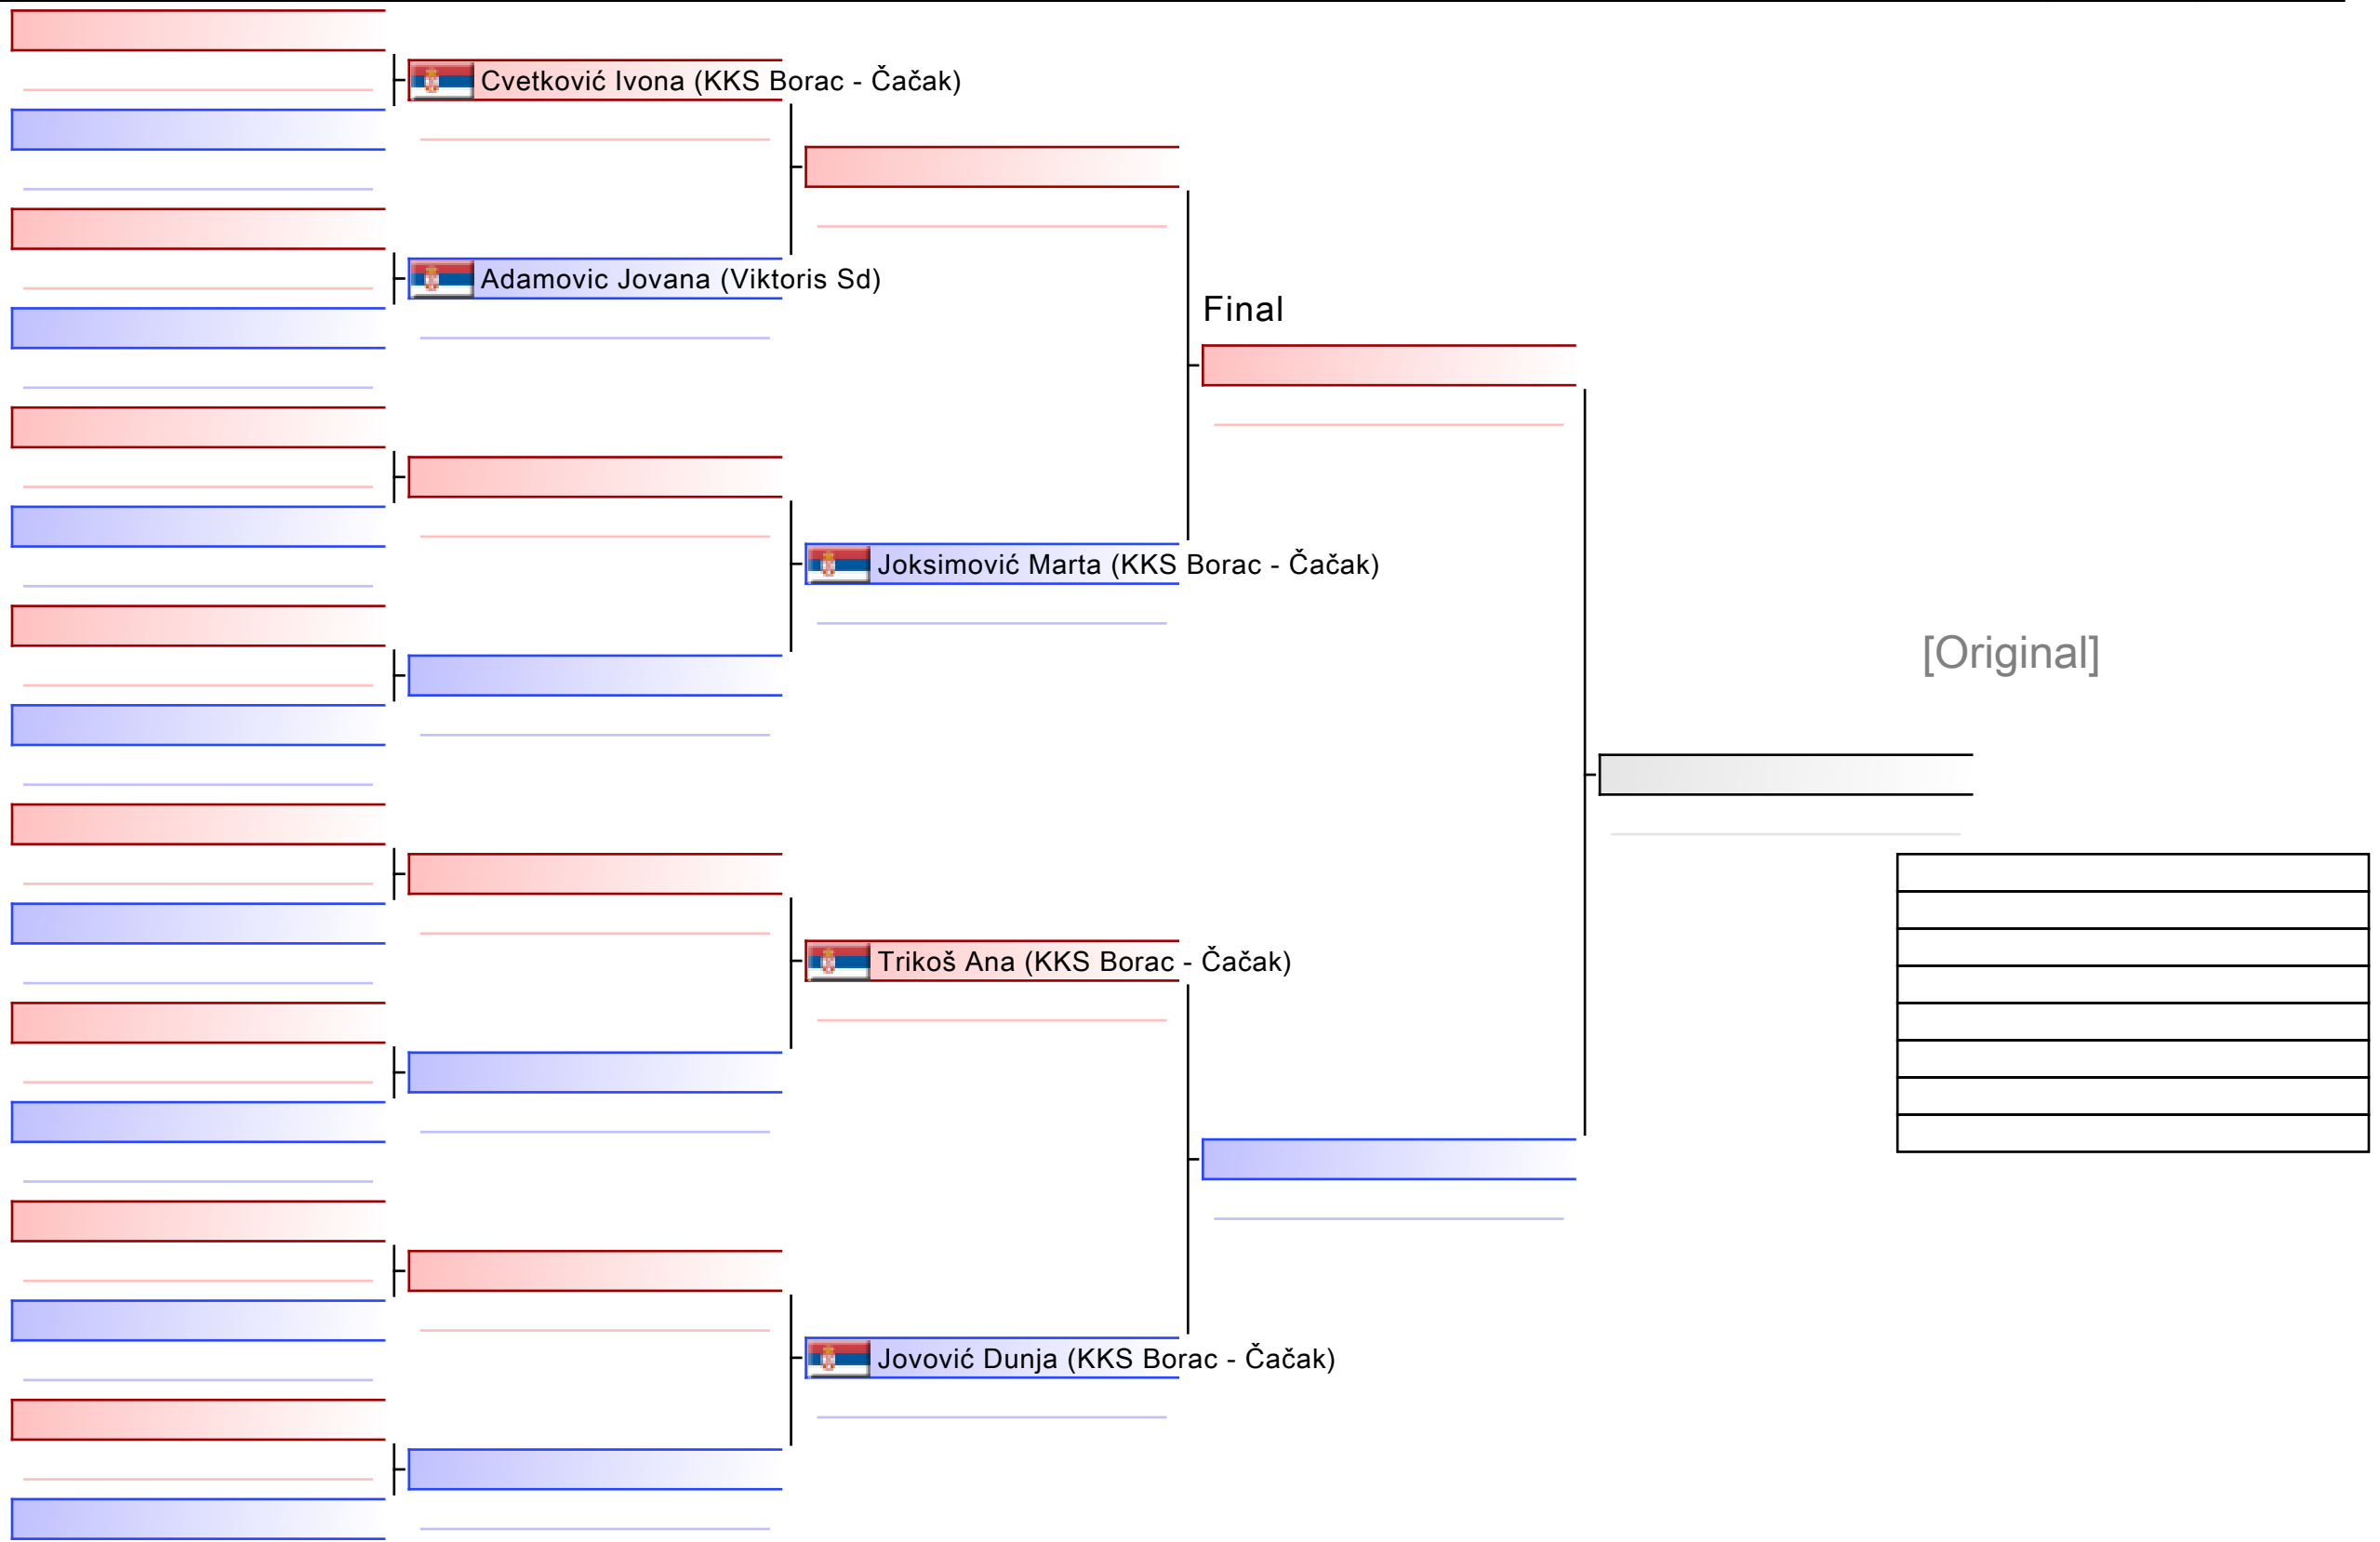 Cvetković Ivona (KKS Borac - Čačak)
Adamovic Jovana (Viktoris Sd)
Final
Joksimović Marta (KKS Borac - Čačak)
[Original]
Trikoš Ana (KKS Borac - Čačak)
Jovović Dunja (KKS Borac - Čačak)